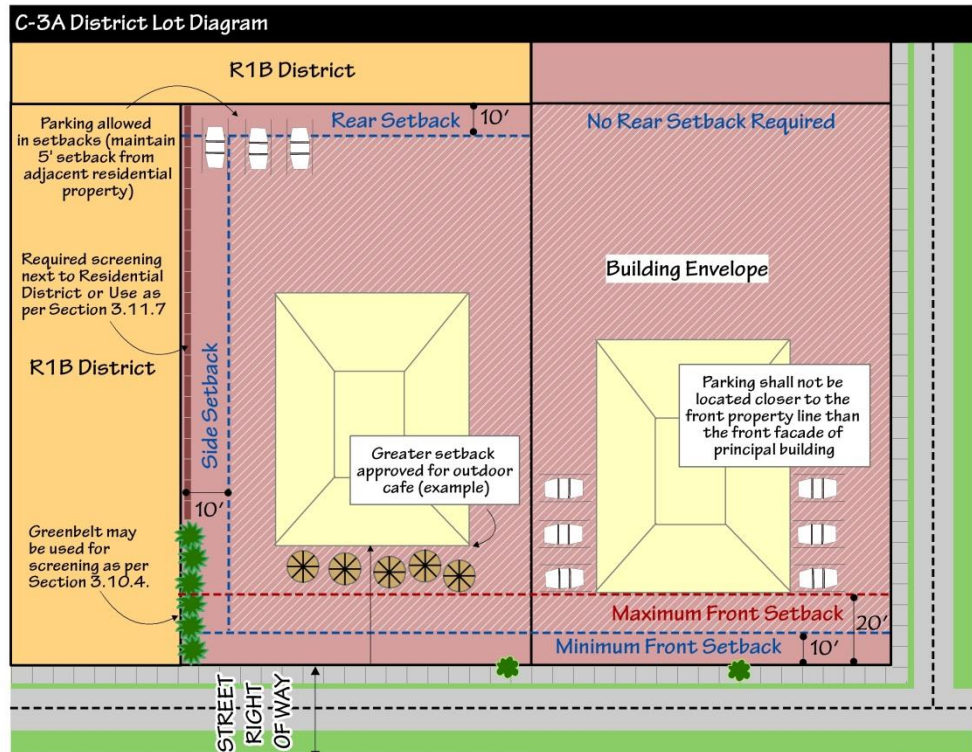 C-3A District Lot Diagram
R1B District
Parking allowed
in setbacks (maintain
5' setback from
adjacent residential
property)
Rear Setback
10'
No Rear Setback Required
Required screening
next to Residential
District or Use as
per Section 3.11.7
Building Envelope
R1B District
Side Setback
Parking shall not be
located closer to the
front property line than
the front facade of
principal building
Greater setback
approved for outdoor
cafe (example)
10'
Greenbelt may
be used for
screening as per
Section 3.10.4.
Maximum Front Setback
20'
Minimum Front Setback
10'
STREET
RIGHT
OF WAY